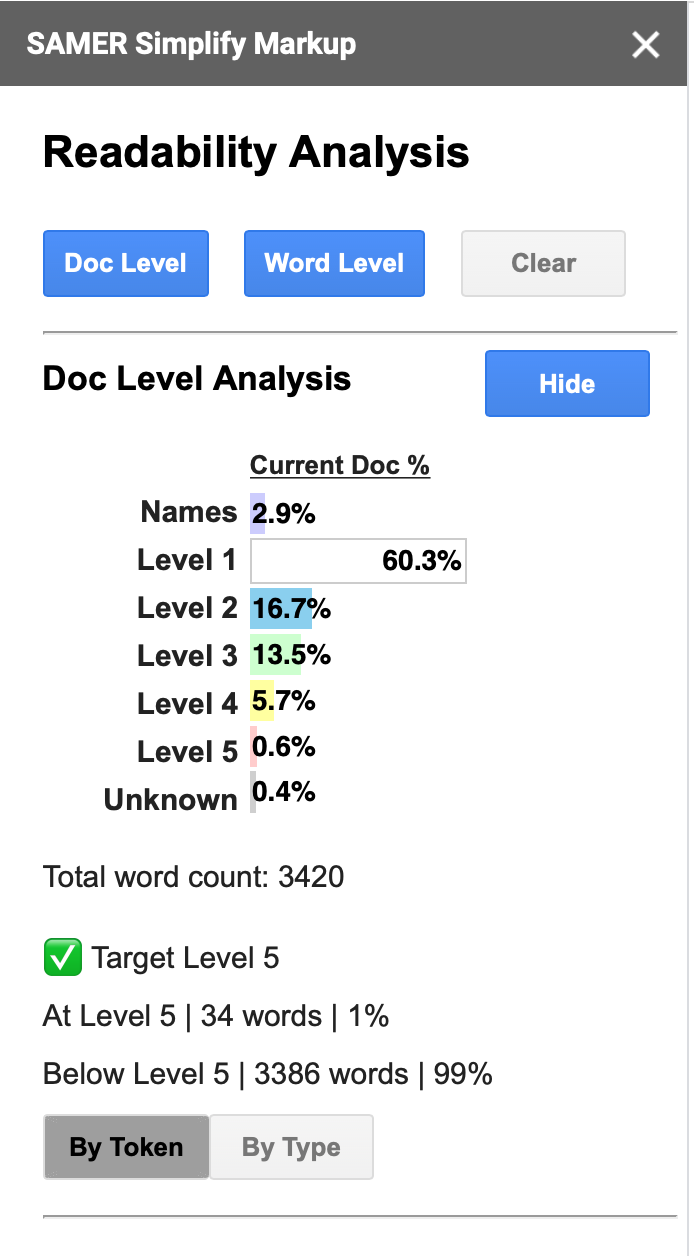 SAMER Simplify Markup
Readability Analysis
Doc Level Word Level Clear
Doc Level Analysis Hide
Current Doc %
Names 2.9%
Level 1 60.3%
Level 2 16.7%
Level 3 13.5%
Level 4 5.7%
Level 5 0.6%
Unknown 0.4%
Total word count: 3420
✅ Target Level 5
At Level 5 | 34 words | 1%
Below Level 5 | 3386 words | 99%
By Token By Type